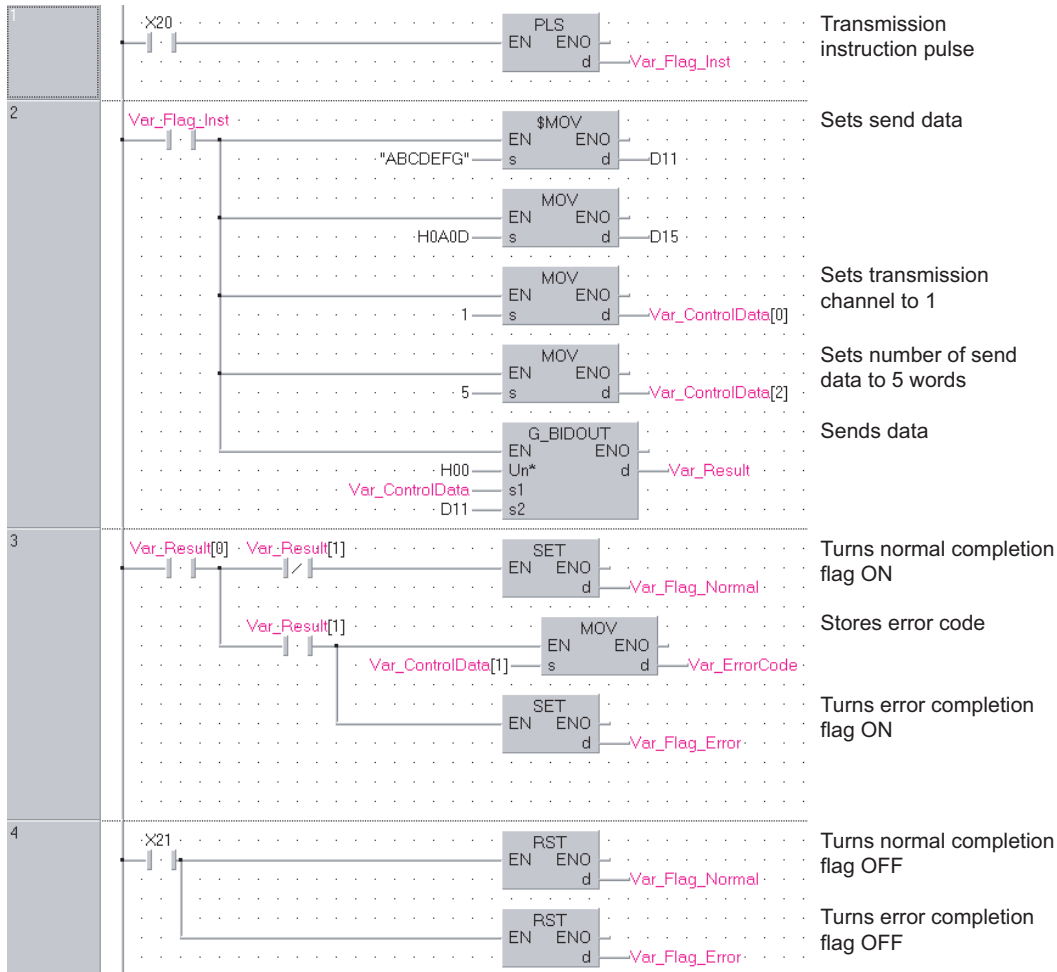 1
X20
PLS
EN ENO
d
Var_Flag_Inst
Transmission
instruction pulse
2
Var_Flag_Inst
$MOV
EN ENO
"ABCDEFG"
s d
D11
Sets send data
MOV
EN ENO
H0A0D
s d
D15
MOV
EN ENO
1
s d
Var_ControlData[0]
Sets transmission
channel to 1
MOV
EN ENO
5
s d
Var_ControlData[2]
Sets number of send
data to 5 words
G_BIDOUT
EN ENO
H00
Un* d
Var_Result
Var_ControlData
s1
D11
s2
Sends data
3
Var_Result[0] Var_Result[1]
SET
EN ENO
d
Var_Flag_Normal
Turns normal completion
flag ON
Var_Result[1]
MOV
EN ENO
Var_ControlData[1]
s d
Var_ErrorCode
Stores error code
SET
EN ENO
d
Var_Flag_Error
Turns error completion
flag ON
4
X21
RST
EN ENO
d
Var_Flag_Normal
Turns normal completion
flag OFF
RST
EN ENO
d
Var_Flag_Error
Turns error completion
flag OFF